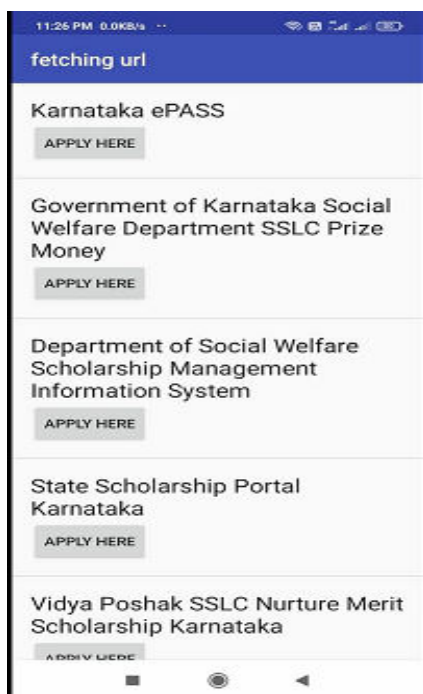 11:26 PM 0.0KB/s ··
fetching url
Karnataka ePASS
APPLY HERE
Government of Karnataka Social
Welfare Department SSLC Prize
Money
APPLY HERE
Department of Social Welfare
Scholarship Management
Information System
APPLY HERE
State Scholarship Portal
Karnataka
APPLY HERE
Vidya Poshak SSLC Nurture Merit
Scholarship Karnataka
APPLY HERE